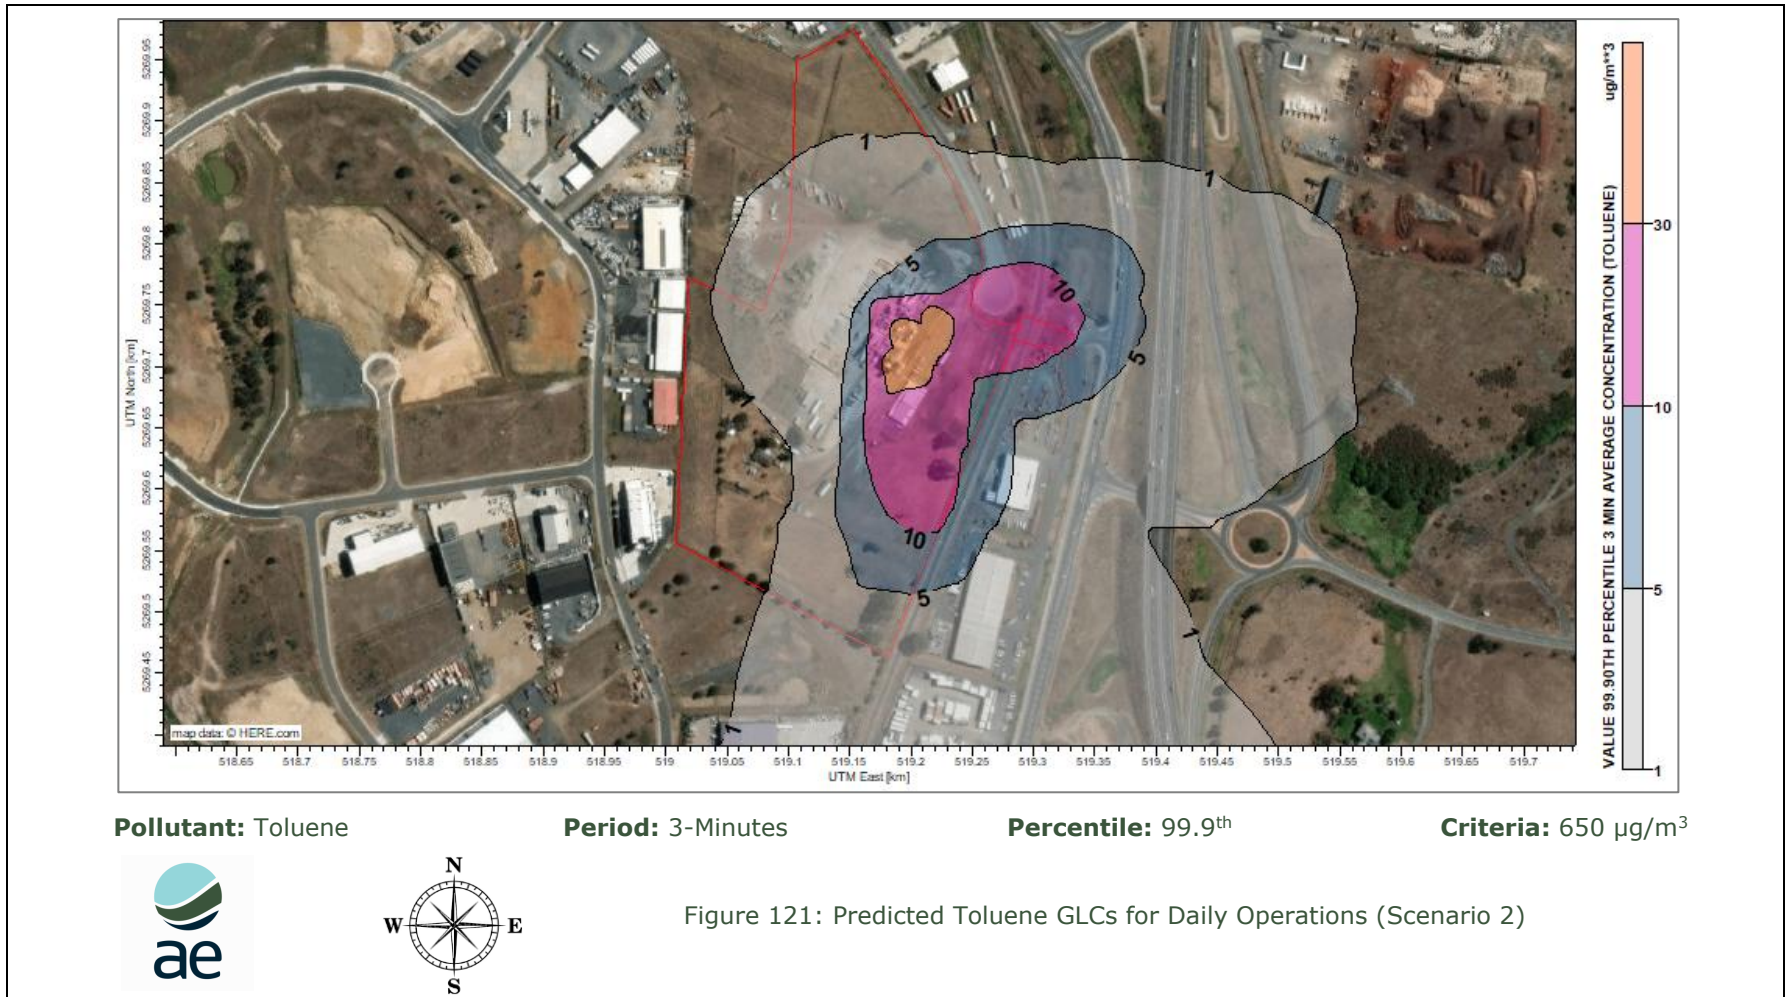 5269.95
5269.9
5269.85
5269.8
5269.75
5269.7
5269.65
5269.6
5269.55
5269.5
5269.45
UTM North [km]
1
1
5
10
5
1
10
5
1
1
map data: © HERE.com
518.65 518.7 518.75 518.8 518.85 518.9 518.95 519 519.05 519.1 519.15 519.2 519.25 519.3 519.35 519.4 519.45 519.5 519.55 519.6 519.65 519.7
UTM East [km]
ug/m**3
VALUE 99.90TH PERCENTILE 3 MIN AVERAGE CONCENTRATION (TOLUENE)
30
10
5
1
Pollutant: Toluene Period: 3-Minutes Percentile: 99.9th Criteria: 650 µg/m3
ae
N
W E
S
Figure 121: Predicted Toluene GLCs for Daily Operations (Scenario 2)